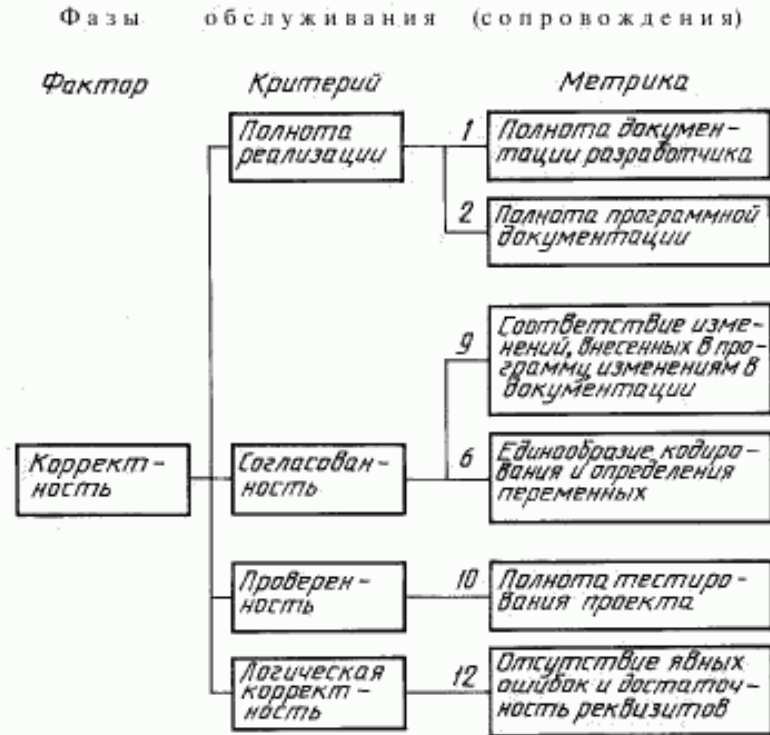 Фазы обслуживания (сопровождения)
Фактор Критерий Метрика
Полнота
реализации
1
Полнота докумен-
тации разработчика
2
Полнота программной
документации
9
Соответствие изме-
нений, внесенных в про-
грамму, изменениям в
документации
Коррект-
ность
Согласован-
ность
6
Единообразие кодиро-
вания и определения
переменных
Проверен-
ность
10
Полнота тестиро-
вания проекта
Логическая
коррект-
ность
12
Отсутствие явных
ошибок и достаточ-
ность реквизитов